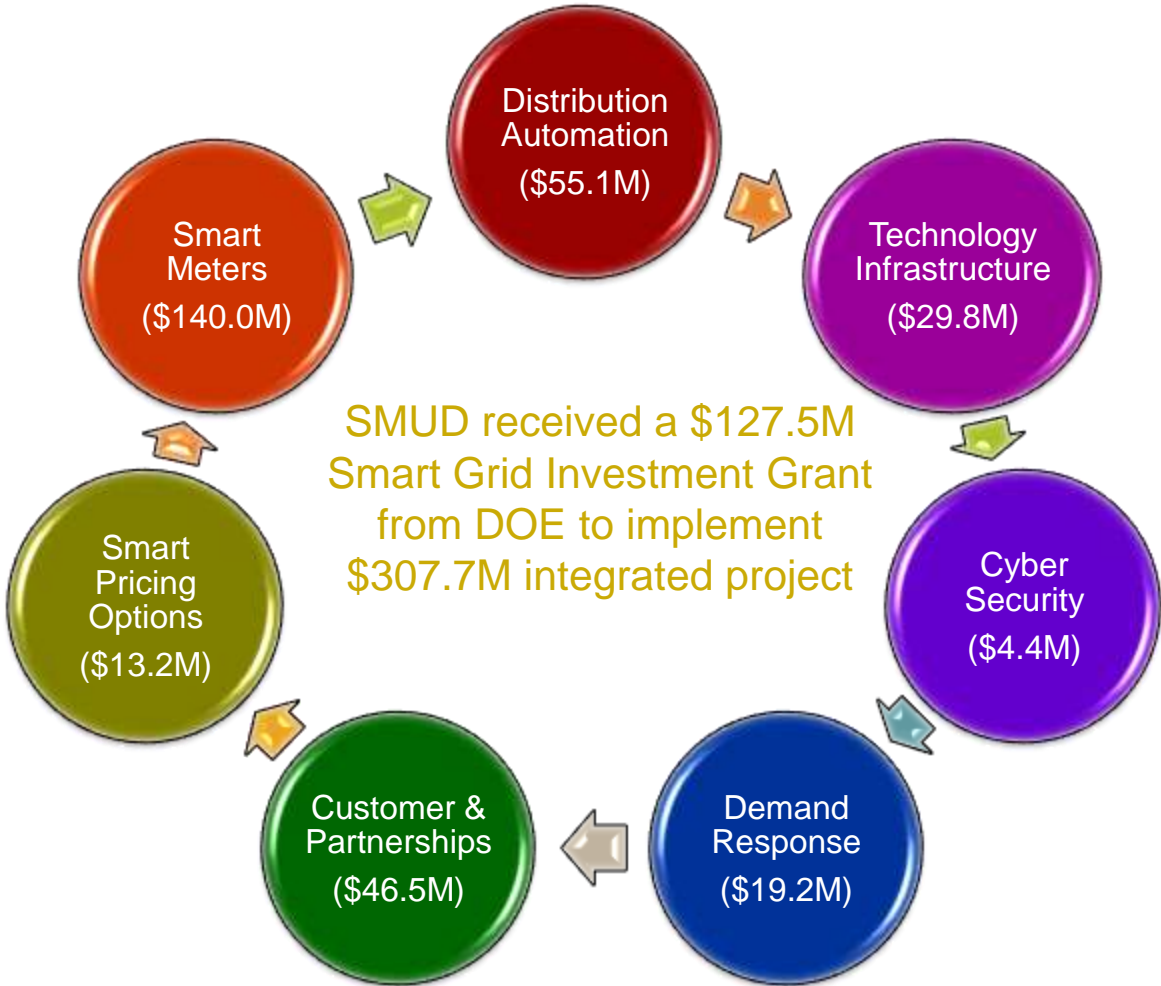 Distribution
Automation
($55.1M)
Technology
Infrastructure
($29.8M)
Cyber
Security
($4.4M)
Demand
Response
($19.2M)
Customer &
Partnerships
($46.5M)
Smart
Pricing
Options
($13.2M)
Smart
Meters
($140.0M)
SMUD received a $127.5M
Smart Grid Investment Grant
from DOE to implement
$307.7M integrated project